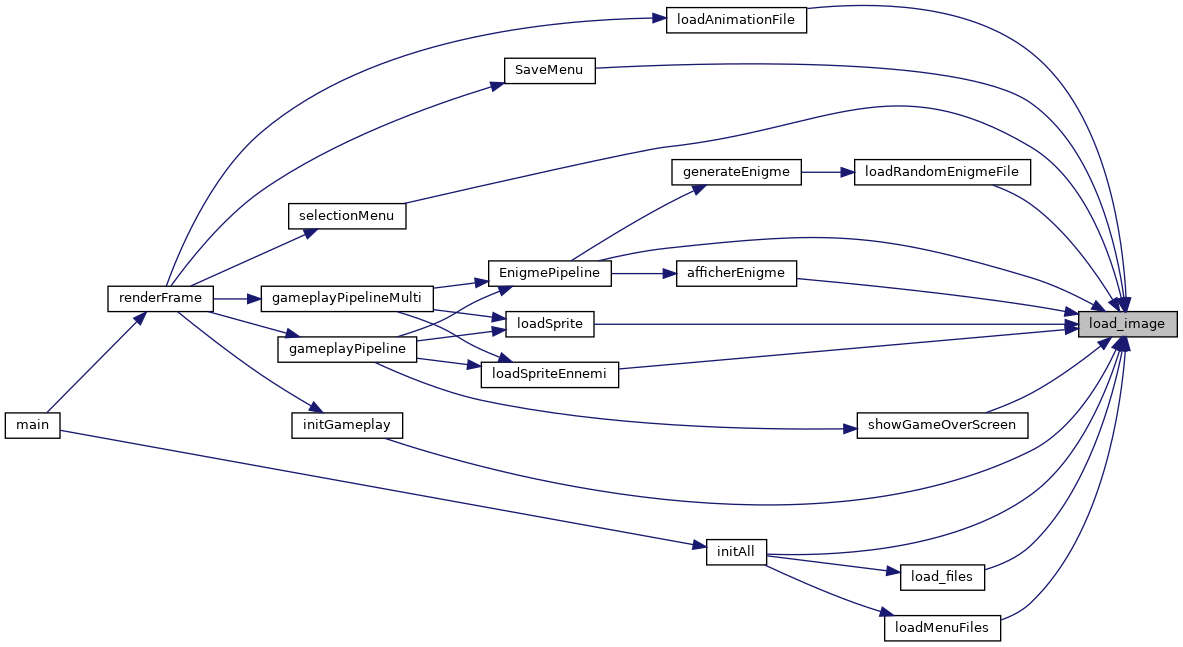 loadAnimationFile
SaveMenu
generateEnigme
loadRandomEnigmeFile
selectionMenu
EnigmePipeline
afficherEnigme
renderFrame
gameplayPipelineMulti
loadSprite
load_image
gameplayPipeline
loadSpriteEnnemi
main
initGameplay
showGameOverScreen
initAll
load_files
loadMenuFiles